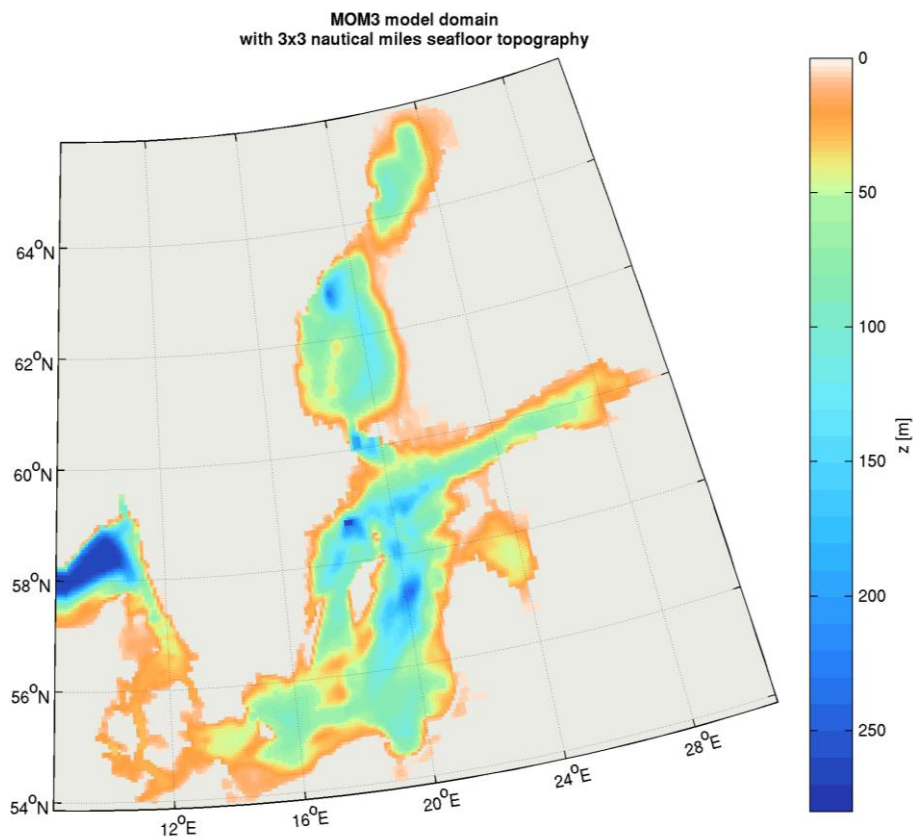 MOM3 model domain
with 3x3 nautical miles seafloor topography
0
50
100
150
200
250
z [m]
64°N
62°N
60°N
58°N
56°N
54°N
12°E
16°E
20°E
24°E
28°E